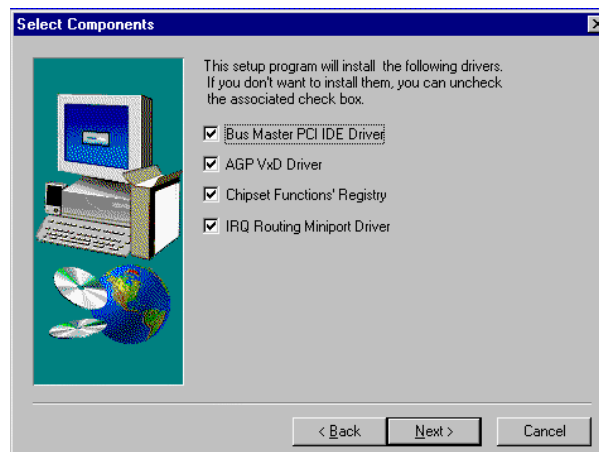 Select Components
This setup program will install the following drivers.
If you don't want to install them, you can uncheck
the associated check box.
Bus Master PCI IDE Driver
AGP VxD Driver
Chipset Functions' Registry
IRQ Routing Miniport Driver
< Back
Next >
Cancel